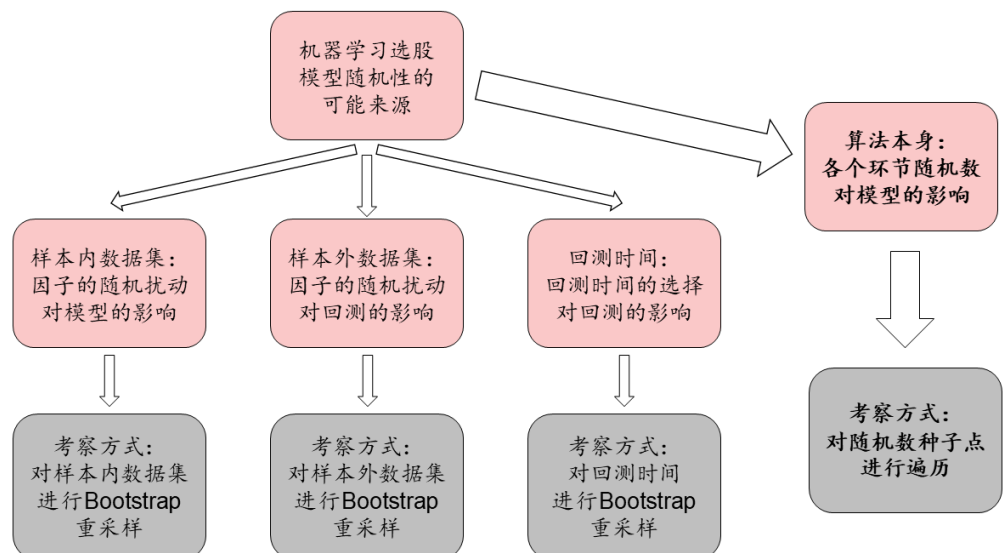 机器学习选股
模型随机性的
可能来源
算法本身：
各个环节随机数
对模型的影响
样本内数据集：
因子的随机扰动
对模型的影响
样本外数据集：
因子的随机扰动
对回测的影响
回测时间：
回测时间的选择
对回测的影响
考察方式：
对随机数种子点
进行遍历
考察方式：
对样本内数据集
进行Bootstrap
重采样
考察方式：
对样本外数据集
进行Bootstrap
重采样
考察方式：
对回测时间
进行Bootstrap
重采样